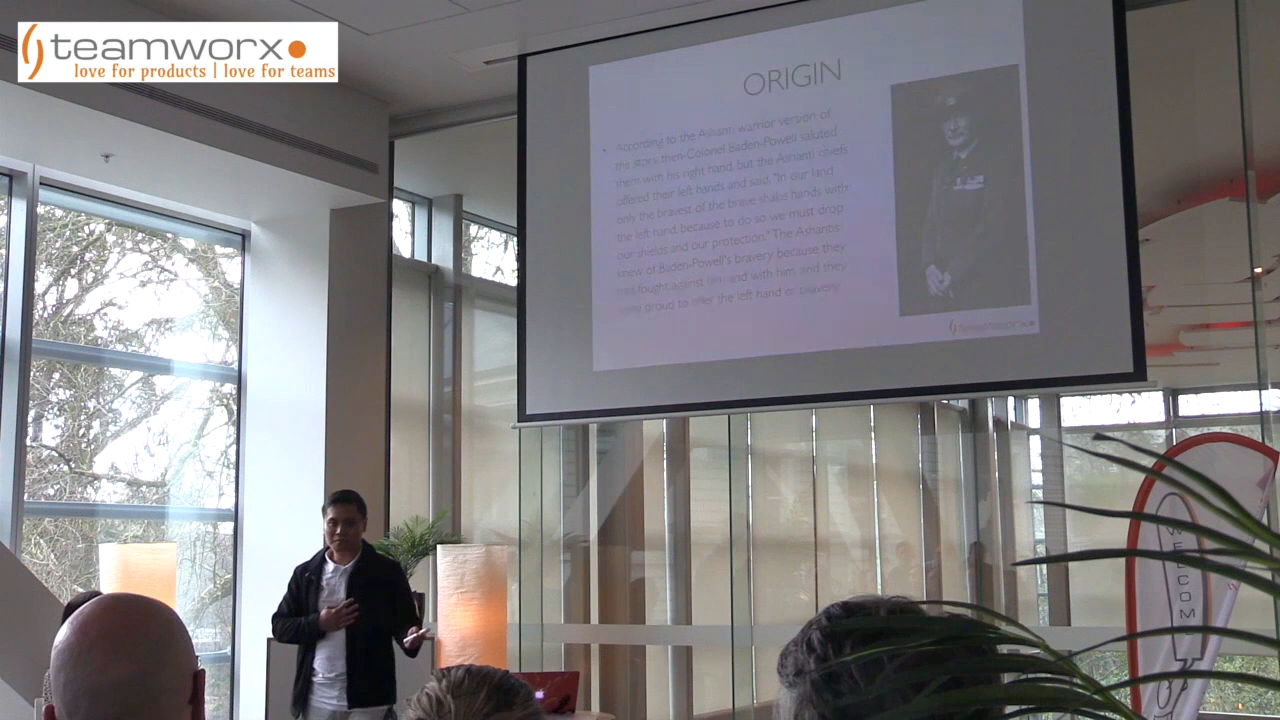 teamworx
love for products | love for teams
ORIGIN
• According to the Ashanti warrior version of
the story, then-Colonel Baden-Powell saluted
them with his right hand, but the Ashanti chiefs
offered their left hands and said, "In our land
only the bravest of the brave shake hands with
the left hand, because to do so we must drop
our shields and our protection." The Ashantis
knew of Baden-Powell's bravery because they
had fought against him and with him, and they
were proud to offer the left hand of bravery.
teamworx
WELCOME